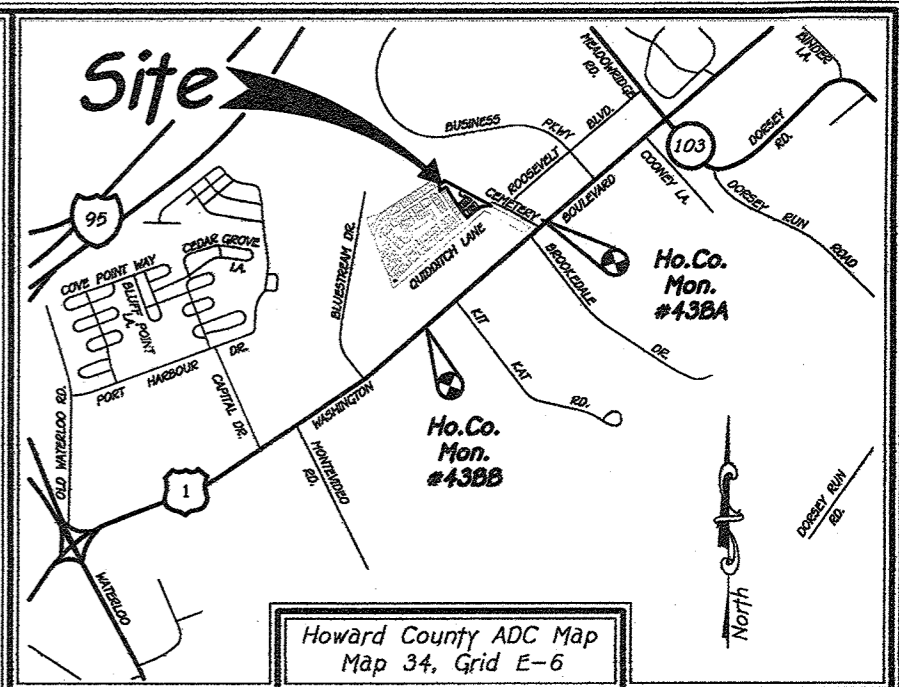 Site
MEADOWRIDGE
RD.
BINDER
LA.
BUSINESS
PKWY
ROOSEVELT
BLVD.
103
DORSEY
RD.
COONEY LA.
DORSEY
RUN
ROAD
95
CEMETERY
BOULEVARD
QUIDDITCH LANE
BLUESTREAM DR.
CEDAR GROVE
LA.
COVE POINT WAY
BLUFF POINT
LA.
BROOKEDALE
DR.
Ho.Co.
Mon.
#43BA
PORT HARBOUR DR.
CAPITAL DR.
OLD WATERLOO RD.
WASHINGTON
KIT
KAT
RD.
Ho.Co.
Mon.
#43BB
MONTEVIDEO
RD.
1
WATERLOO
DORSEY RUN
RD.
North
Howard County ADC Map
Map 34, Grid E-6